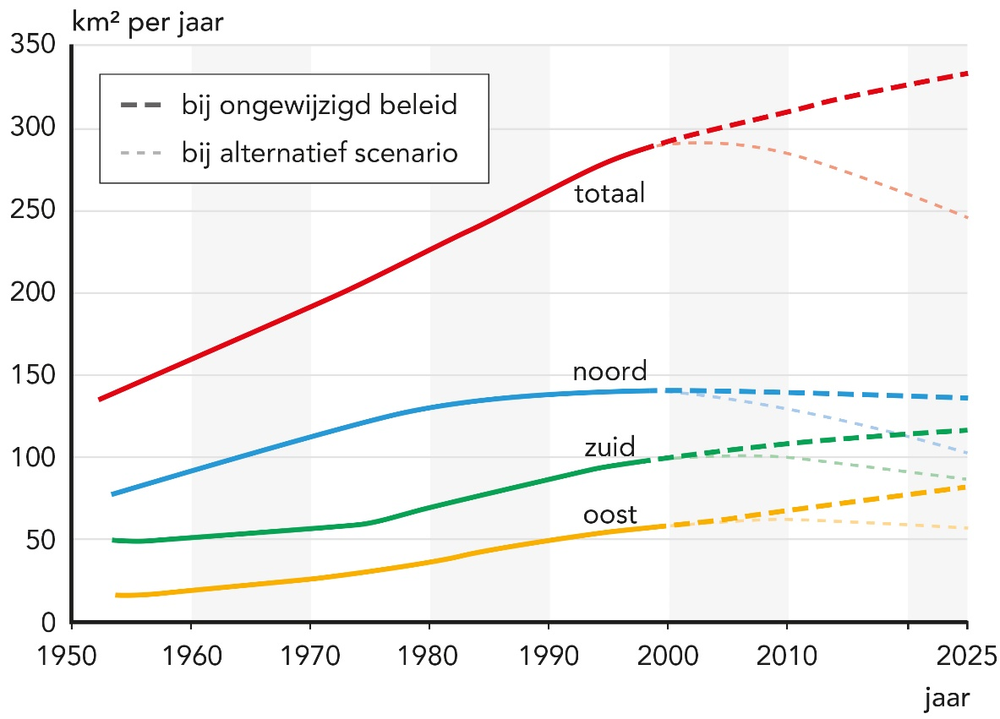 km² per jaar
350
300
250
200
150
100
50
0
bij ongewijzigd beleid
bij alternatief scenario
totaal
noord
zuid
oost
1950 1960 1970 1980 1990 2000 2010 2025
jaar